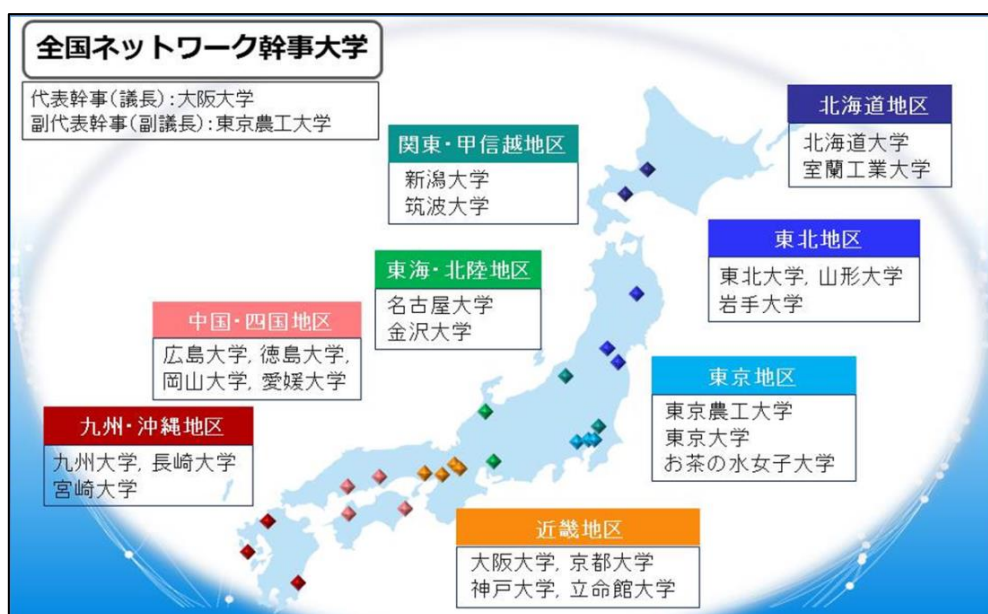 全国ネットワーク幹事大学
代表幹事(議長):大阪大学
副代表幹事(副議長):東京農工大学
北海道地区
北海道大学
室蘭工業大学
関東・甲信越地区
新潟大学
筑波大学
東北地区
東北大学, 山形大学
岩手大学
東海・北陸地区
名古屋大学
金沢大学
中国・四国地区
広島大学, 徳島大学,
岡山大学, 愛媛大学
東京地区
東京農工大学
東京大学
お茶の水女子大学
九州・沖縄地区
九州大学, 長崎大学
宮崎大学
近畿地区
大阪大学, 京都大学
神戸大学, 立命館大学